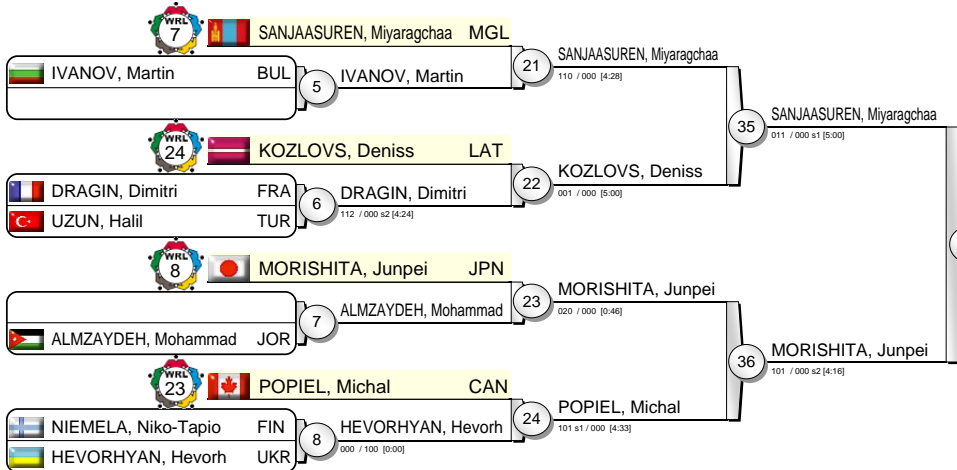 WRL
7
SANJAASUREN, Miyaragchaa MGL
IVANOV, Martin BUL
5
IVANOV, Martin
21
SANJAASUREN, Miyaragchaa
110 / 000 [4:28]
35
SANJAASUREN, Miyaragchaa
011 / 000 s1 [5:00]
WRL
24
KOZLOVS, Deniss LAT
DRAGIN, Dimitri FRA
UZUN, Halil TUR
6
DRAGIN, Dimitri
112 / 000 s2 [4:24]
22
KOZLOVS, Deniss
001 / 000 [5:00]
WRL
8
MORISHITA, Junpei JPN
ALMZAYDEH, Mohammad JOR
7
ALMZAYDEH, Mohammad
23
MORISHITA, Junpei
020 / 000 [0:46]
36
MORISHITA, Junpei
101 / 000 s2 [4:16]
WRL
23
POPIEL, Michal CAN
NIEMELA, Niko-Tapio FIN
HEVORHYAN, Hevorh UKR
8
HEVORHYAN, Hevorh
000 / 100 [0:00]
24
POPIEL, Michal
101 s1 / 000 [4:33]